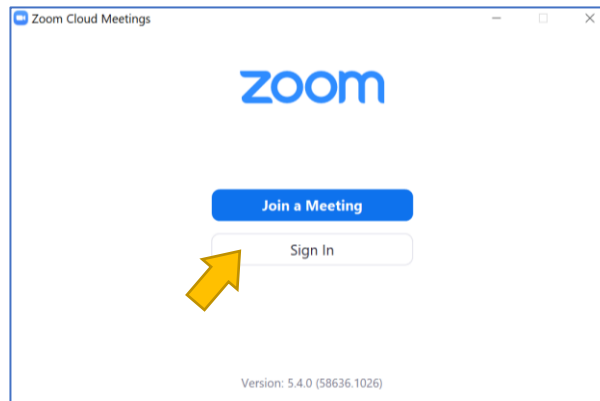 Zoom Cloud Meetings
zoom
Join a Meeting
Sign In
Version: 5.4.0 (58636.1026)